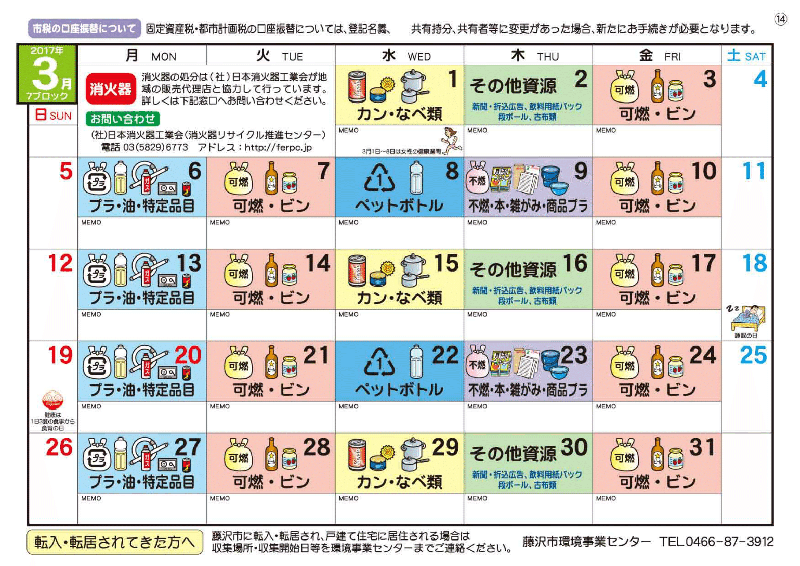 市税の口座振替について 固定資産税・都市計画税の口座振替については、登記名義、 共有持分、共有者等に変更があった場合、新たにお手続きが必要となります。
⑭
2017年
3月
7ブロック
日 SUN
月 MON
火 TUE
水 WED
木 THU
金 FRI
土 SAT
消火器
消火器の処分は(社)日本消火器工業会が地
域の販売代理店と協力して行っています。
詳しくは下記窓口へお問い合わせください。
お問い合わせ
(社)日本消火器工業会(消火器リサイクル推進センター)
電話 03(5829)6773 アドレス・http://ferpc.jp
1
カン・なべ類
MEMO
3月1日～8日は女性の健康週間
2
その他資源
新聞・折込広告、飲料用紙パック
段ボール、古布類
MEMO
3
可燃
可燃・ビン
MEMO
4
5
6
プラ
プラ・油・特定品目
MEMO
7
可燃
可燃・ビン
MEMO
8
1
ペットボトル
MEMO
9
不燃
不燃・本・雑がみ・商品プラ
MEMO
10
可燃
可燃・ビン
MEMO
11
12
13
プラ
プラ・油・特定品目
MEMO
14
可燃
可燃・ビン
MEMO
15
カン・なべ類
MEMO
16
その他資源
新聞・折込広告、飲料用紙パック
段ボール、古布類
MEMO
17
可燃
可燃・ビン
MEMO
18
zz
睡眠の日
19
健康は
1日3回の食事から
食育の日
20
プラ
プラ・油・特定品目
MEMO
21
可燃
可燃・ビン
MEMO
22
1
ペットボトル
MEMO
23
不燃
不燃・本・雑がみ・商品プラ
MEMO
24
可燃
可燃・ビン
MEMO
25
26
27
プラ
プラ・油・特定品目
MEMO
28
可燃
可燃・ビン
MEMO
29
カン・なべ類
MEMO
30
その他資源
新聞・折込広告、飲料用紙パック
段ボール、古布類
MEMO
31
可燃
可燃・ビン
MEMO
転入・転居されてきた方へ
藤沢市に転入・転居され、戸建て住宅に居住される場合は
収集場所・収集開始日等を環境事業センターまでご連絡ください。
藤沢市環境事業センター TEL.0466-87-3912